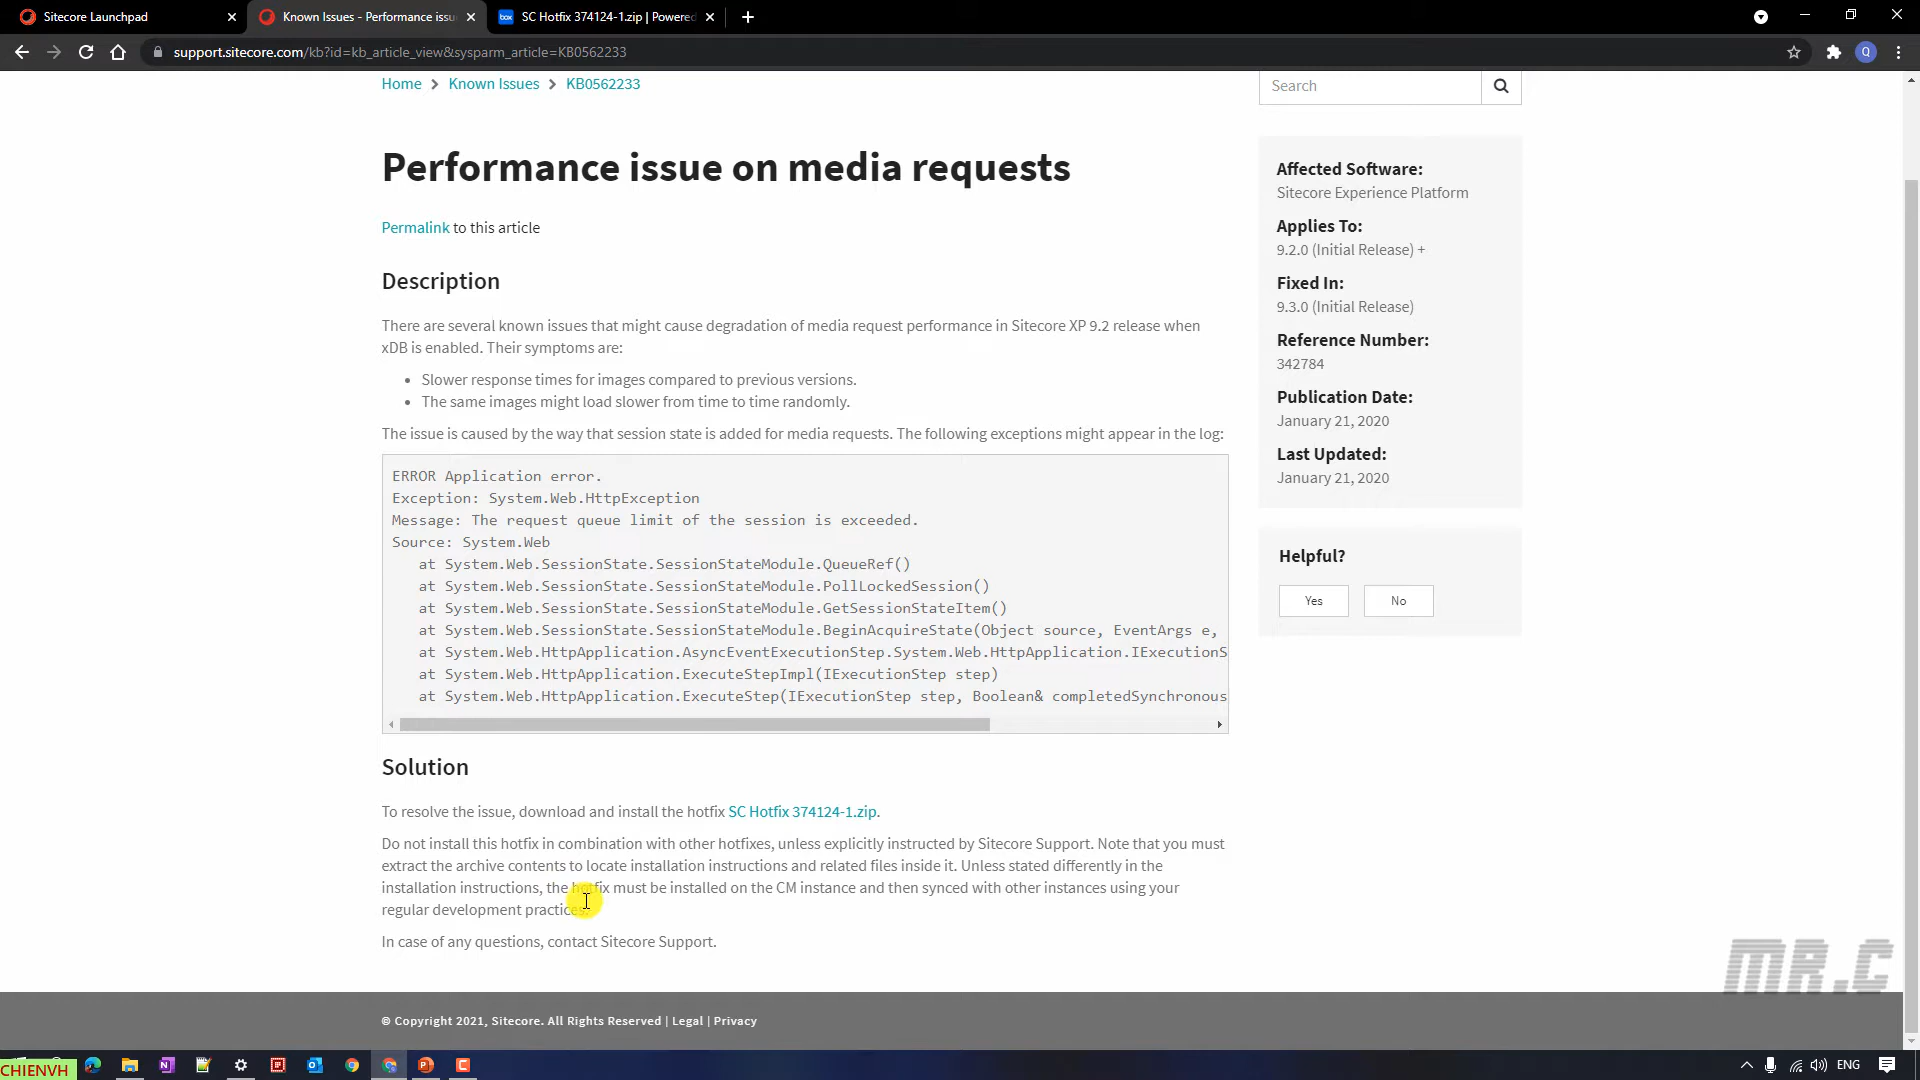 Sitecore Launchpad
Known Issues - Performance issu
SC Hotfix 374124-1.zip | Powered
support.sitecore.com/kb?id=kb_article_view&sysparm_article=KB0562233
Q
Home > Known Issues > KB0562233
Search
Performance issue on media requests
Permalink to this article
Description
There are several known issues that might cause degradation of media request performance in Sitecore XP 9.2 release when
xDB is enabled. Their symptoms are:
• Slower response times for images compared to previous versions.
• The same images might load slower from time to time randomly.
The issue is caused by the way that session state is added for media requests. The following exceptions might appear in the log:
ERROR Application error.
Exception: System.Web.HttpException
Message: The request queue limit of the session is exceeded.
Source: System.Web
at System.Web.SessionState.SessionStateModule.QueueRef()
at System.Web.SessionState.SessionStateModule.PollLockedSession()
at System.Web.SessionState.SessionStateModule.GetSessionStateItem()
at System.Web.SessionState.SessionStateModule.BeginAcquireState(Object source, EventArgs e,
at System.Web.HttpApplication.AsyncEventExecutionStep.System.Web.HttpApplication.IExecutionS
at System.Web.HttpApplication.ExecuteStepImpl(IExecutionStep step)
at System.Web.HttpApplication.ExecuteStep(IExecutionStep step, Boolean& completedSynchronous
Solution
To resolve the issue, download and install the hotfix SC Hotfix 374124-1.zip.
Do not install this hotfix in combination with other hotfixes, unless explicitly instructed by Sitecore Support. Note that you must
extract the archive contents to locate installation instructions and related files inside it. Unless stated differently in the
installation instructions, the hotfix must be installed on the CM instance and then synced with other instances using your
regular development practices.
In case of any questions, contact Sitecore Support.
Affected Software:
Sitecore Experience Platform
Applies To:
9.2.0 (Initial Release) +
Fixed In:
9.3.0 (Initial Release)
Reference Number:
342784
Publication Date:
January 21, 2020
Last Updated:
January 21, 2020
Helpful?
Yes
No
MR.C
© Copyright 2021, Sitecore. All Rights Reserved | Legal | Privacy
CHIENVH
ENG